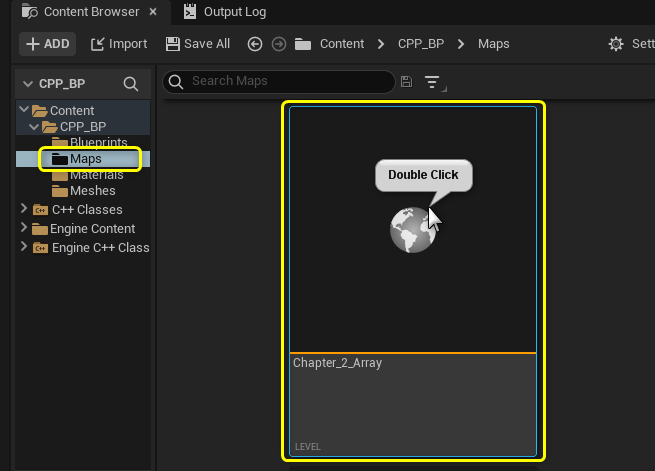 Content Browser
Output Log
ADD
Import
Save All
Content
CPP_BP
Maps
Sett
CPP_BP
Search Maps
Content
CPP_BP
Blueprints
Maps
Materials
Meshes
C++ Classes
Engine Content
Engine C++ Class
Double Click
Chapter_2_Array
LEVEL